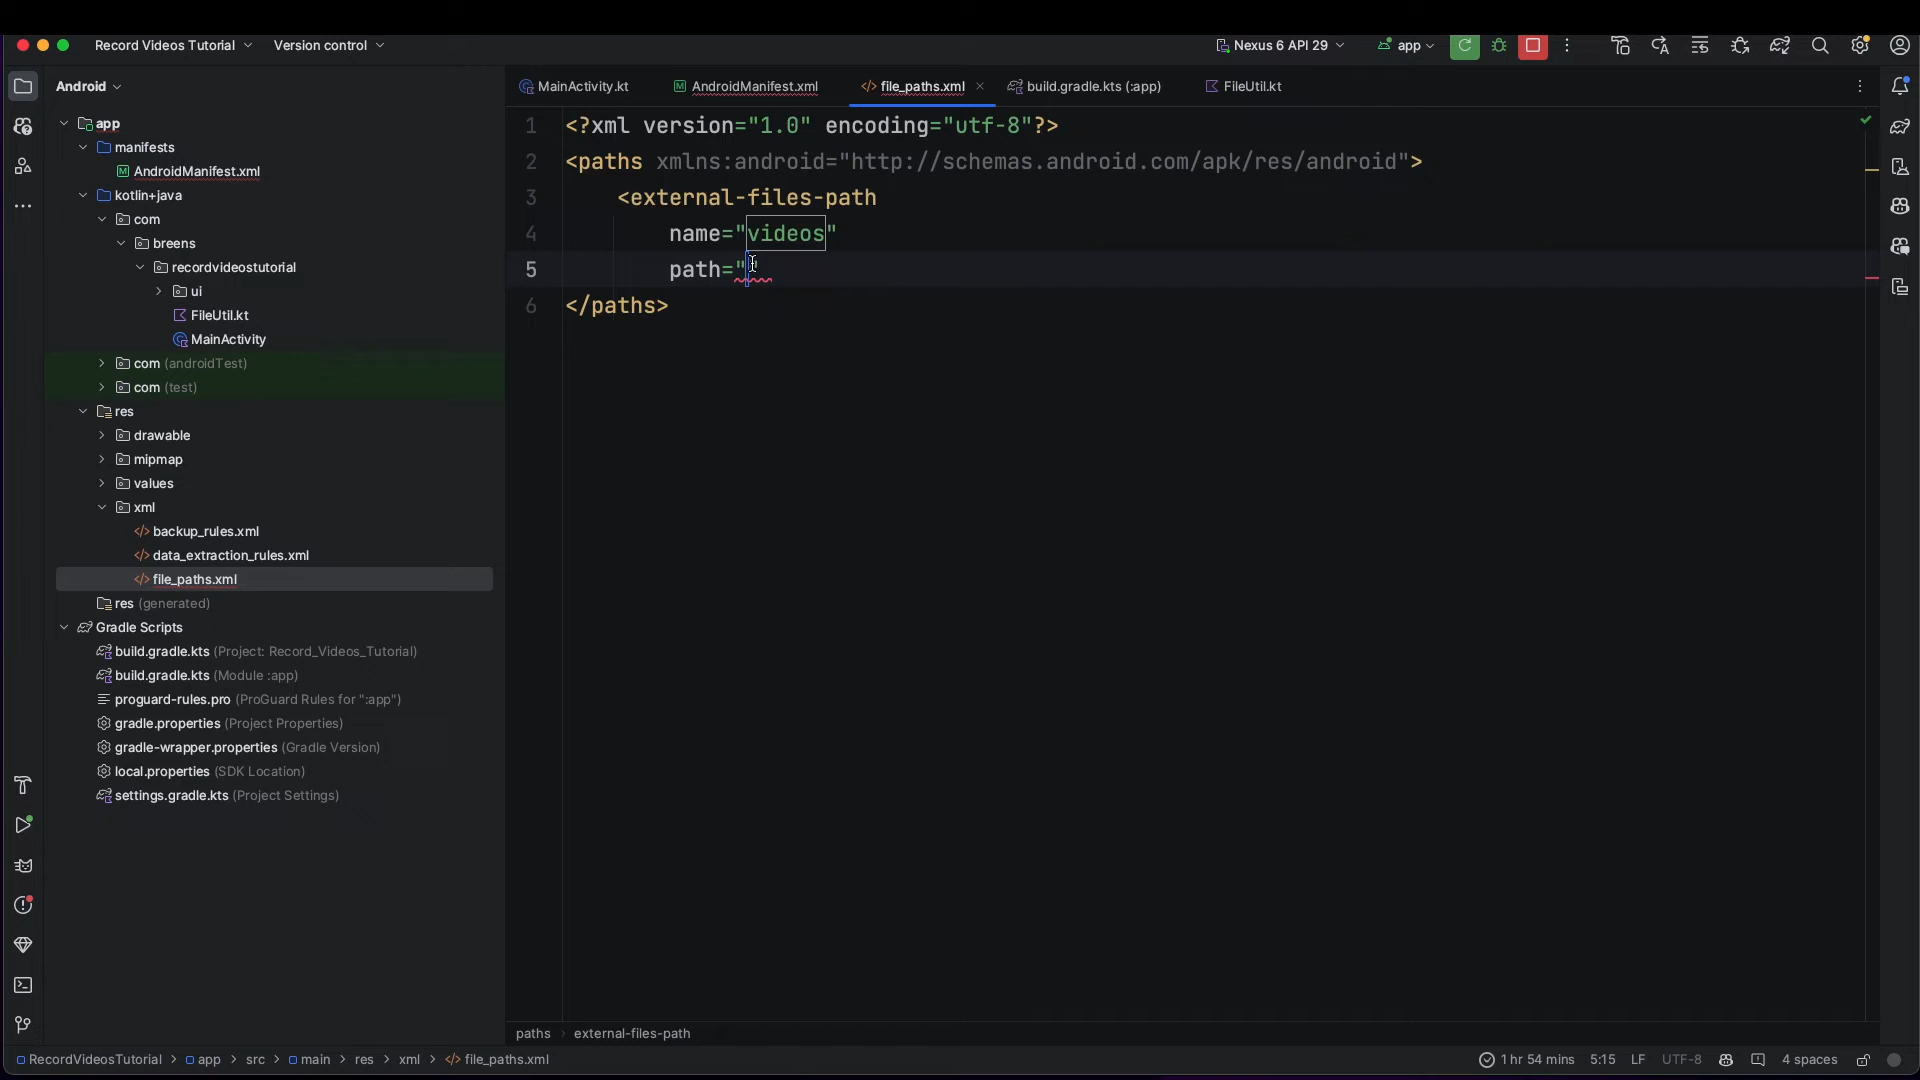 Record Videos Tutorial
Version control
Nexus 6 API 29
app
Android
MainActivity.kt
AndroidManifest.xml
file_paths.xml
build.gradle.kts (:app)
FileUtil.kt
app
manifests
AndroidManifest.xml
kotlin+java
com
breens
recordvideostutorial
ui
FileUtil.kt
MainActivity
com (androidTest)
com (test)
res
drawable
mipmap
values
xml
backup_rules.xml
data_extraction_rules.xml
file_paths.xml
res (generated)
Gradle Scripts
build.gradle.kts (Project: Record_Videos_Tutorial)
build.gradle.kts (Module :app)
proguard-rules.pro (ProGuard Rules for ":app")
gradle.properties (Project Properties)
gradle-wrapper.properties (Gradle Version)
local.properties (SDK Location)
settings.gradle.kts (Project Settings)
1 <?xml version="1.0" encoding="utf-8"?>
2 <paths xmlns:android="http://schemas.android.com/apk/res/android">
3 <external-files-path
4 name="videos"
5 path=""
6 </paths>
paths > external-files-path
RecordVideosTutorial > app > src > main > res > xml > file_paths.xml
1 hr 54 mins 5:15 LF UTF-8 4 spaces